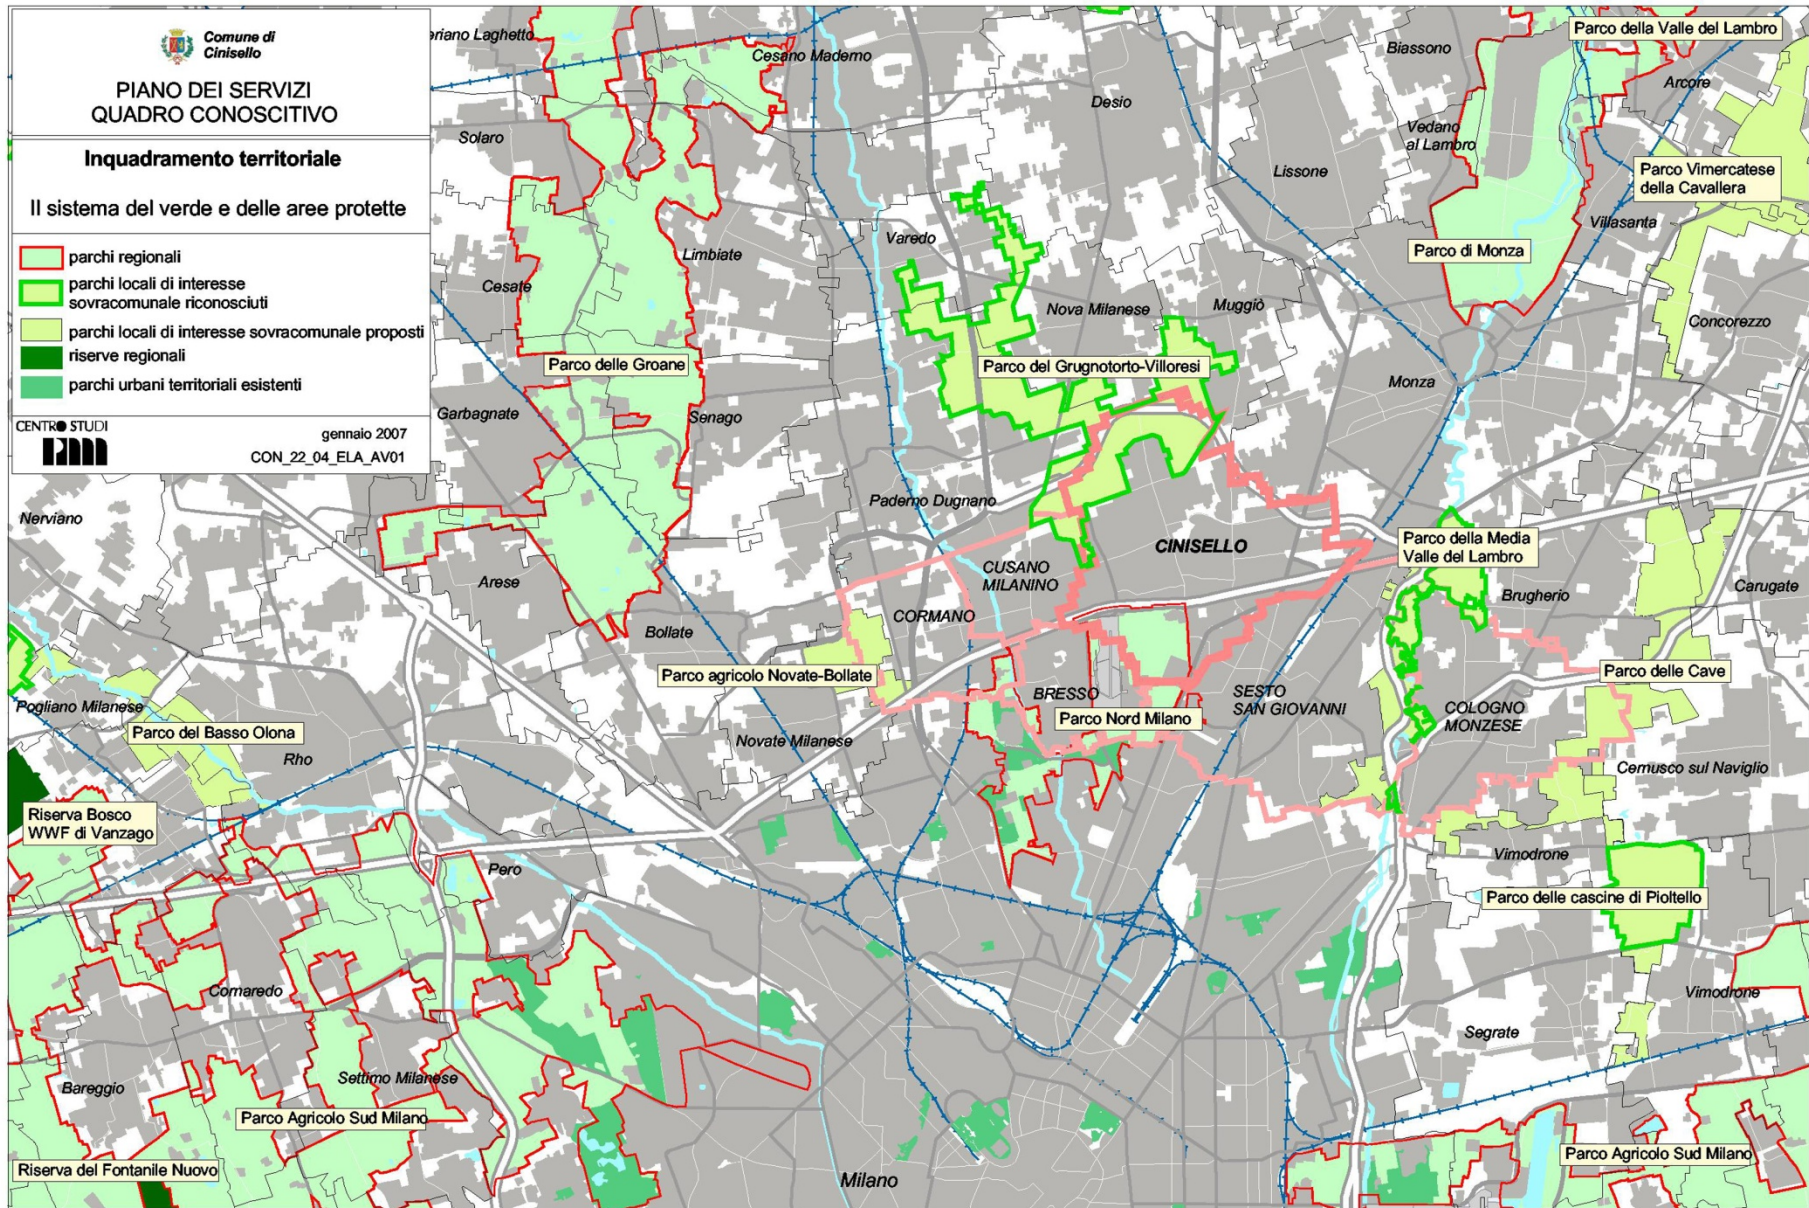 Comune di
Cinisello
PIANO DEI SERVIZI
QUADRO CONOSCITIVO
Inquadramento territoriale
Il sistema del verde e delle aree protette
parchi regionali
parchi locali di interesse
sovracomunale riconosciuti
parchi locali di interesse sovracomunale proposti
riserve regionali
parchi urbani territoriali esistenti
CENTRO STUDI
PIM
gennaio 2007
CON_22_04_ELA_AV01
eriano Laghetto
Cesano Maderno
Desio
Biassono
Parco della Valle del Lambro
Arcore
Solaro
Vedano
al Lambro
Lissone
Parco Vimercatese
della Cavallera
Villasanta
Varedo
Limbiate
Parco di Monza
Cesate
Nova Milanese
Muggiò
Concorezzo
Parco delle Groane
Parco del Grugnotorto-Villoresi
Monza
Garbagnate
Senago
Paderno Dugnano
Nerviano
CINISELLO
Parco della Media
Valle del Lambro
CUSANO
MILANINO
Arese
Brugherio
Carugate
CORMANO
Bollate
Parco agricolo Novate-Bollate
Parco delle Cave
BRESSO
SESTO
SAN GIOVANNI
COLOGNO
MONZESE
Pogliano Milanese
Parco Nord Milano
Parco del Basso Olona
Novate Milanese
Rho
Cernusco sul Naviglio
Riserva Bosco
WWF di Vanzago
Vimodrone
Pero
Parco delle cascine di Pioltello
Cornaredo
Vimodrone
Segrate
Settimo Milanese
Bareggio
Parco Agricolo Sud Milano
Parco Agricolo Sud Milano
Riserva del Fontanile Nuovo
Milano